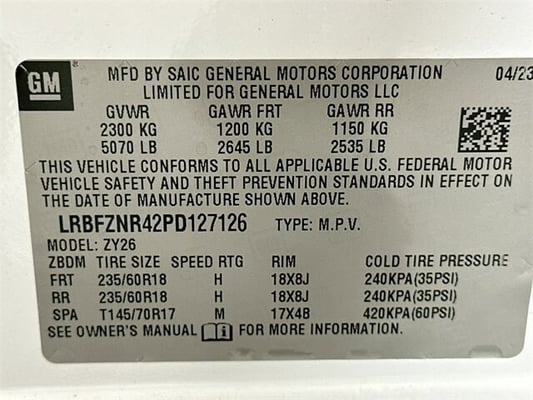 GM ®
MFD BY SAIC GENERAL MOTORS CORPORATION 04/23
LIMITED FOR GENERAL MOTORS LLC
GVWR GAWR FRT GAWR RR
2300 KG 1200 KG 1150 KG
5070 LB 2645 LB 2535 LB
THIS VEHICLE CONFORMS TO ALL APPLICABLE U.S. FEDERAL MOTOR
VEHICLE SAFETY AND THEFT PREVENTION STANDARDS IN EFFECT ON
THE DATE OF MANUFACTURE SHOWN ABOVE.
LRBFZNR42PD127126 TYPE: M.P.V.
MODEL: ZY26
ZBDM TIRE SIZE SPEED RTG RIM COLD TIRE PRESSURE
FRT 235/60R18 H 18X8J 240KPA(35PSI)
RR 235/60R18 H 18X8J 240KPA(35PSI)
SPA T145/70R17 M 17X4B 420KPA(60PSI)
SEE OWNER'S MANUAL FOR MORE INFORMATION.